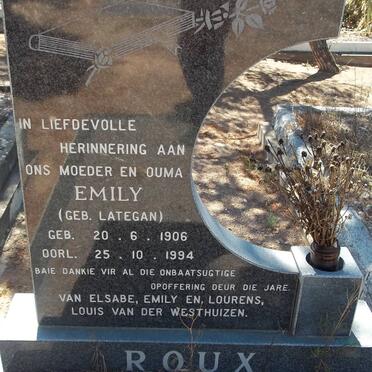 IN LIEFDEVOLLE
HERINNERING AAN
ONS MOEDER EN OUMA
EMILY
(GEB. LATEGAN)
GEB. 20 . 6 . 1906
OORL. 25 . 10 . 1994
BAIE DANKIE VIR AL DIE ONBAATSUGTIGE
OPOFFERING DEUR DIE JARE.
VAN ELSABE, EMILY EN, LOURENS,
LOUIS VAN DER WESTHUIZEN.
ROUX